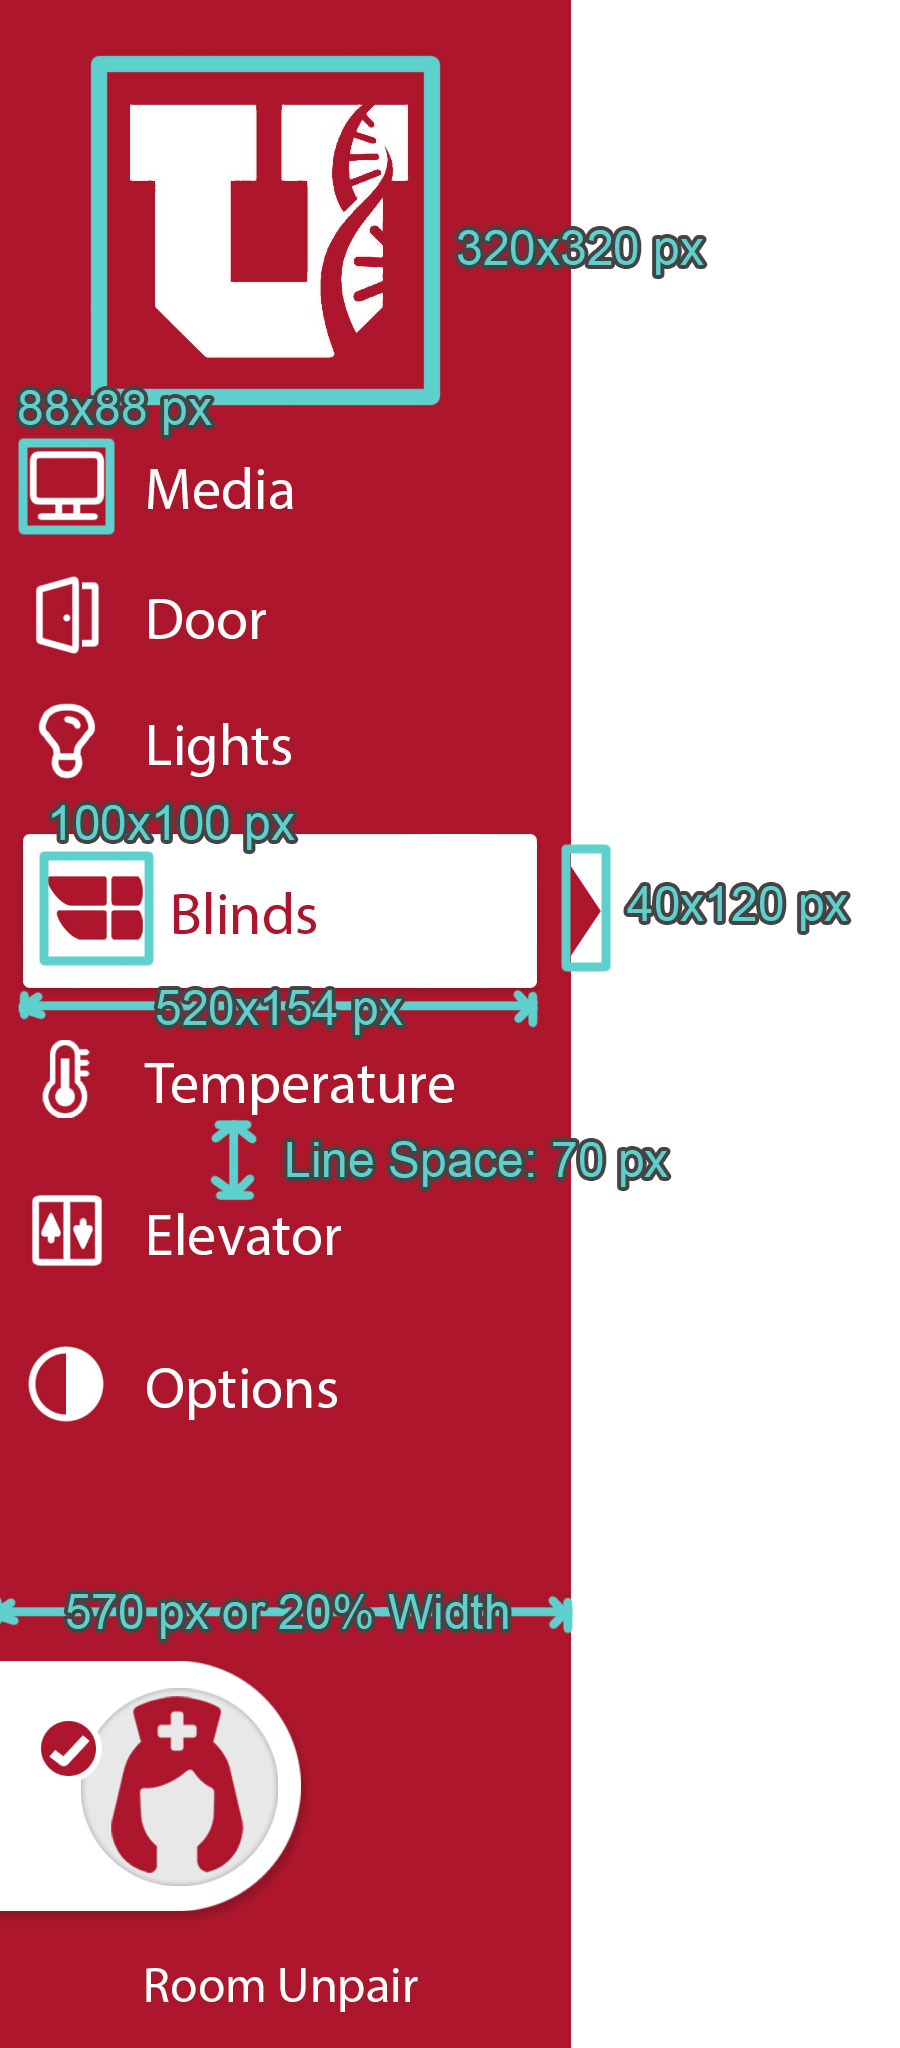 320x320 px
88x88 px
Media
Door
Lights
100x100 px
Blinds
40x120 px
520x154 px
Temperature
Line Space: 70 px
Elevator
Options
570 px or 20% Width
Room Unpair